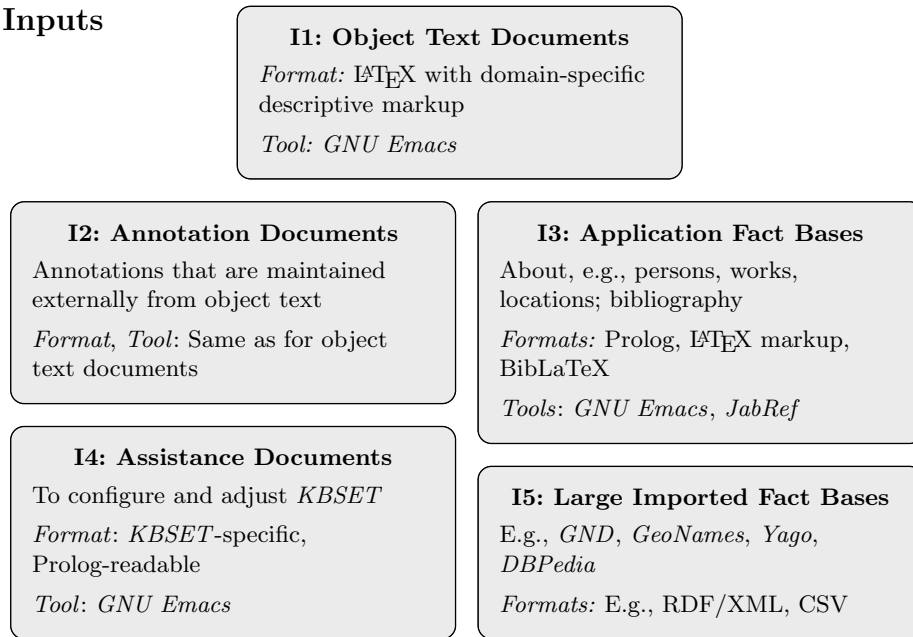 Inputs
I1: Object Text Documents
Format: LATEX with domain-specific
descriptive markup
Tool: GNU Emacs
I2: Annotation Documents
Annotations that are maintained
externally from object text
Format, Tool: Same as for object
text documents
I3: Application Fact Bases
About, e.g., persons, works,
locations; bibliography
Formats: Prolog, LATEX markup,
BibLaTeX
Tools: GNU Emacs, JabRef
I4: Assistance Documents
To configure and adjust KBSET
Format: KBSET-specific,
Prolog-readable
Tool: GNU Emacs
I5: Large Imported Fact Bases
E.g., GND, GeoNames, Yago,
DBPedia
Formats: E.g., RDF/XML, CSV